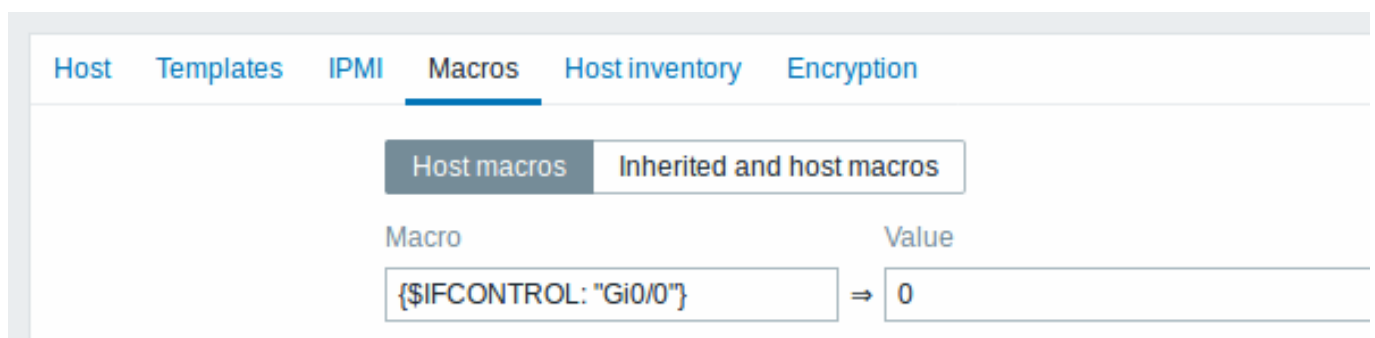 Host Templates IPMI Macros Host inventory Encryption
Host macros Inherited and host macros
Macro Value
{$IFCONTROL: "Gi0/0"} ⇒ 0